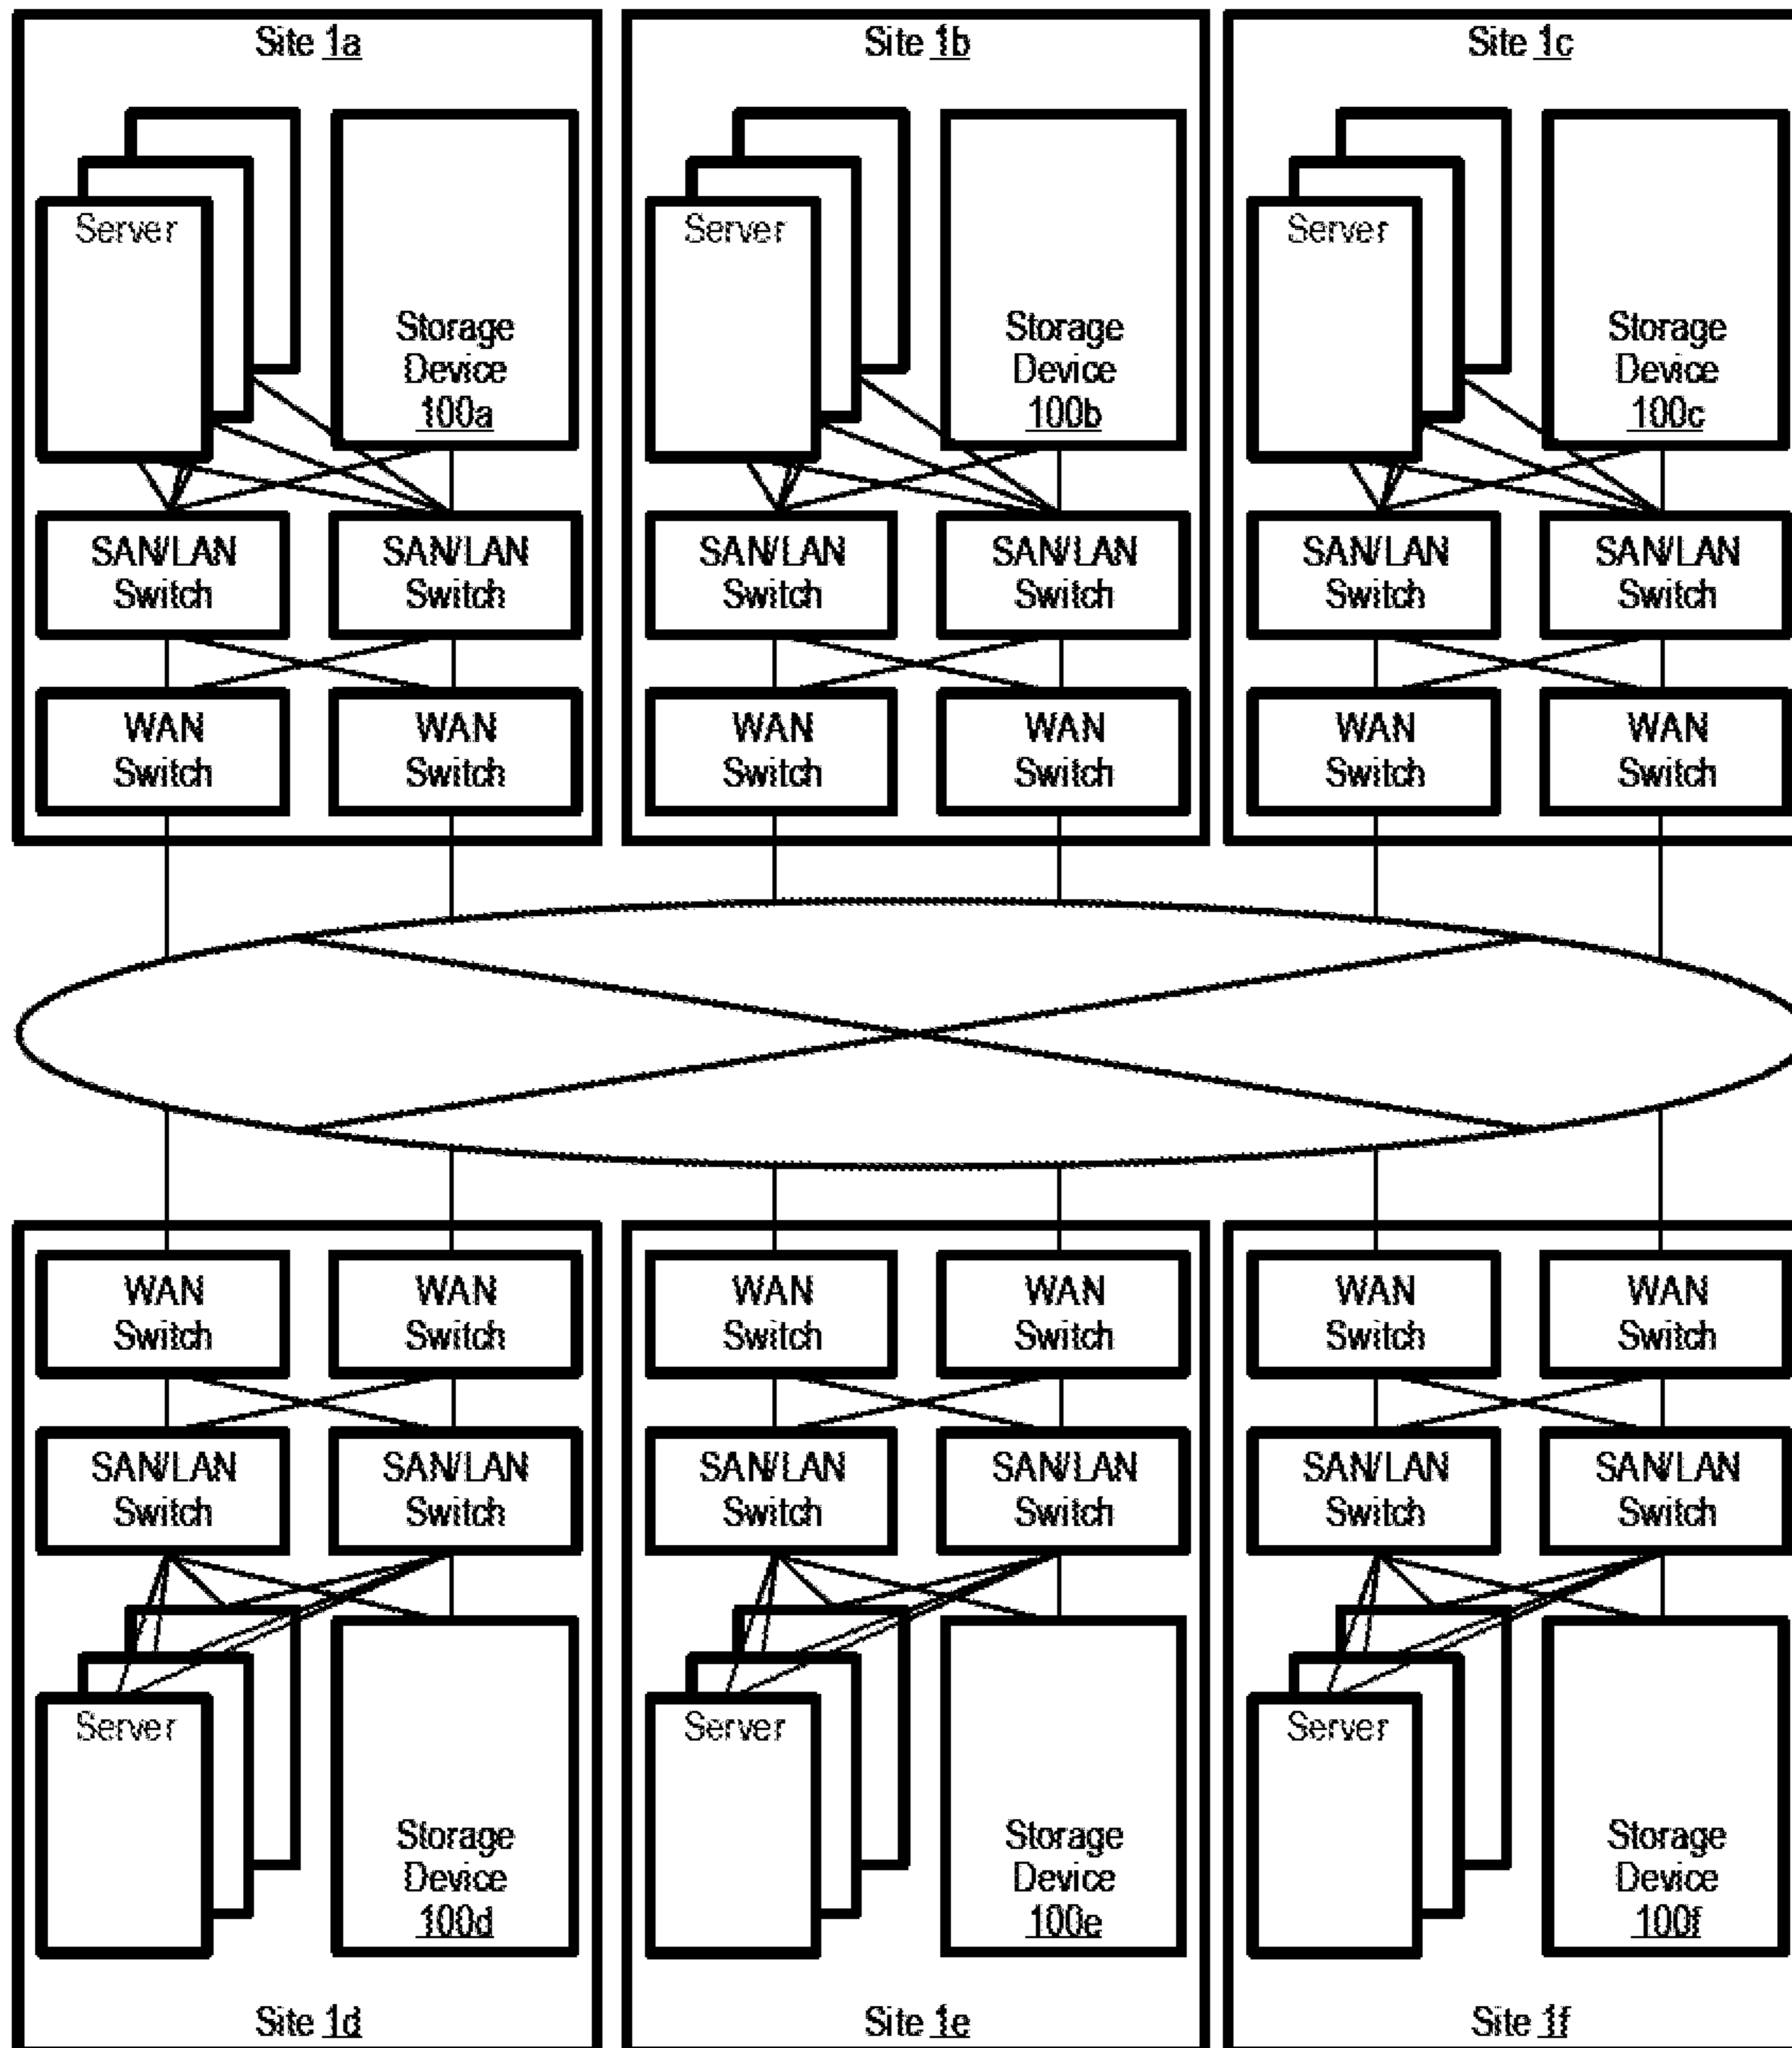 Site 1a
Server
Storage
Device
100a
SAN/LAN
Switch
SAN/LAN
Switch
WAN
Switch
WAN
Switch
Site 1b
Server
Storage
Device
100b
SAN/LAN
Switch
SAN/LAN
Switch
WAN
Switch
WAN
Switch
Site 1c
Server
Storage
Device
100c
SAN/LAN
Switch
SAN/LAN
Switch
WAN
Switch
WAN
Switch
WAN
Switch
WAN
Switch
SAN/LAN
Switch
SAN/LAN
Switch
Server
Storage
Device
100d
Site 1d
WAN
Switch
WAN
Switch
SAN/LAN
Switch
SAN/LAN
Switch
Server
Storage
Device
100e
Site 1e
WAN
Switch
WAN
Switch
SAN/LAN
Switch
SAN/LAN
Switch
Server
Storage
Device
100f
Site 1f